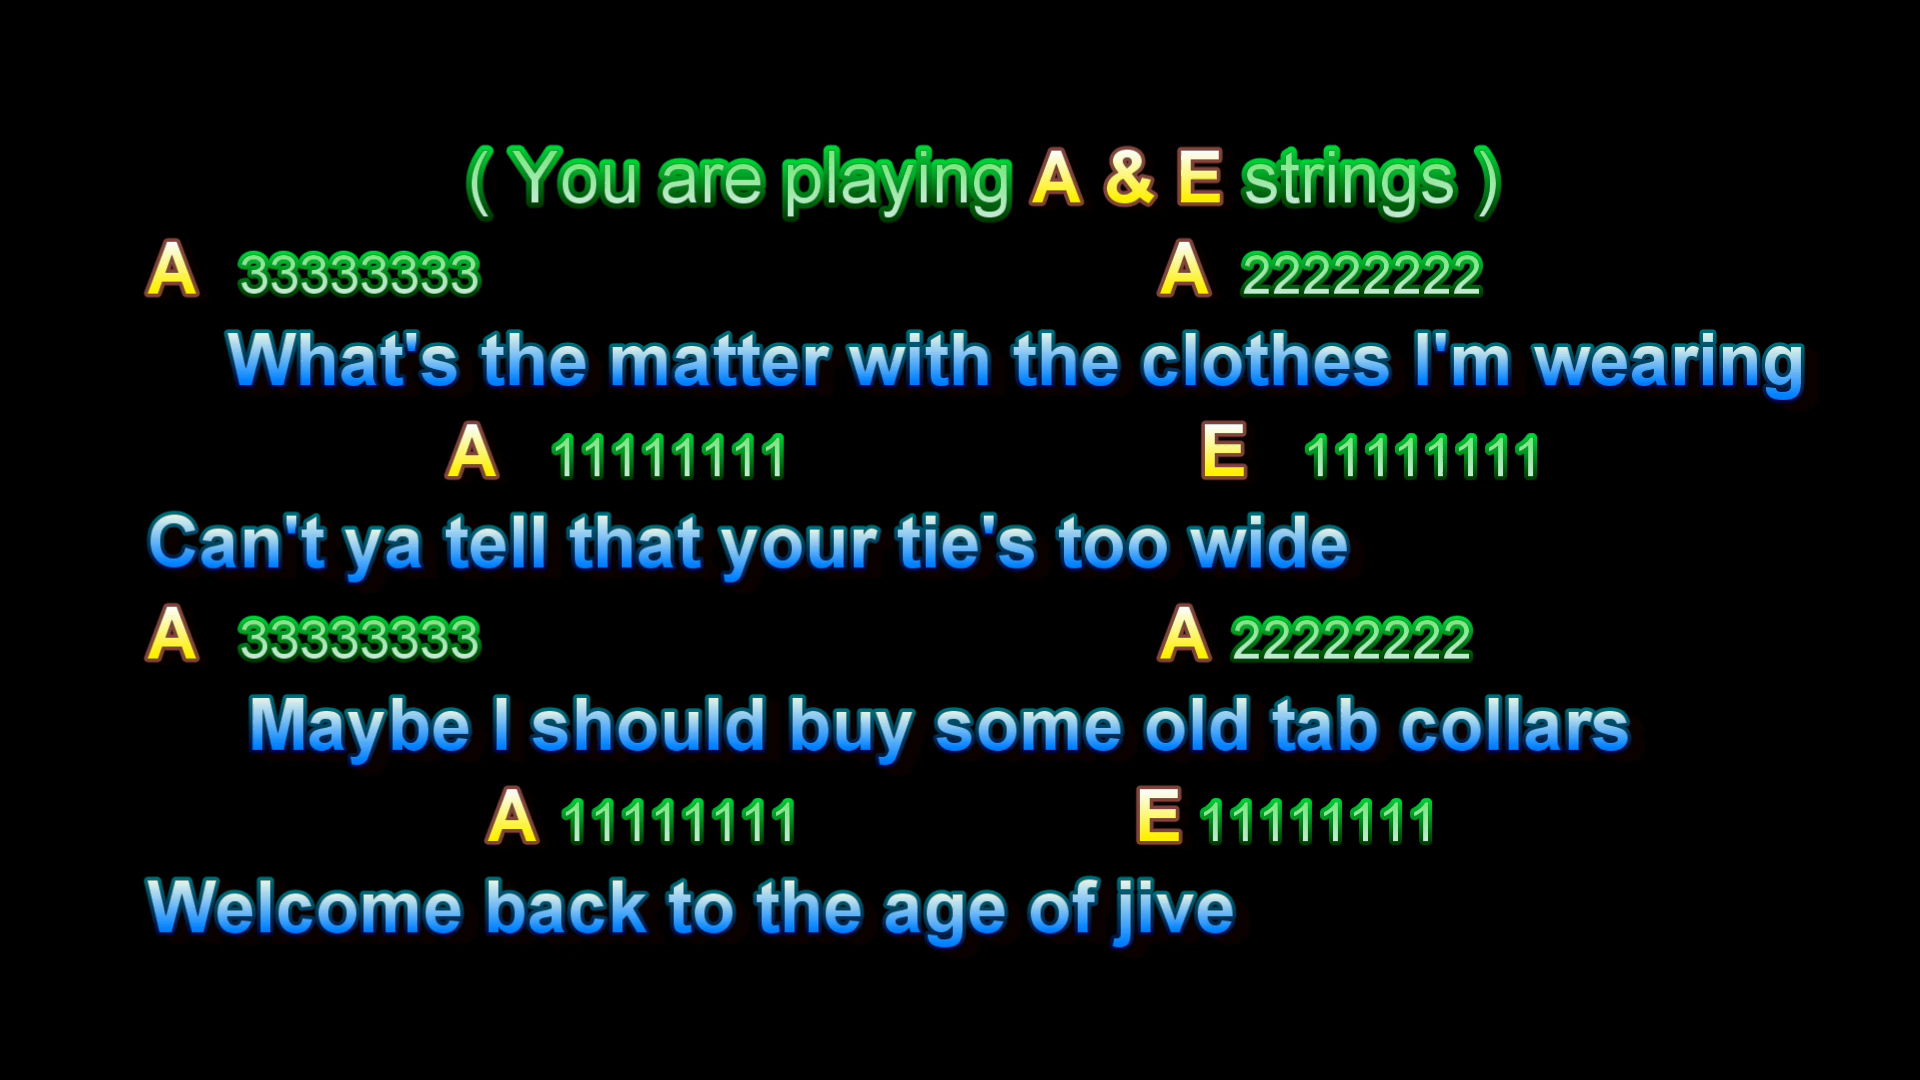 ( You are playing A & E strings )
A 33333333 A 22222222
What's the matter with the clothes I'm wearing
A 11111111 E 11111111
Can't ya tell that your tie's too wide
A 33333333 A 22222222
Maybe I should buy some old tab collars
A 11111111 E 11111111
Welcome back to the age of jive